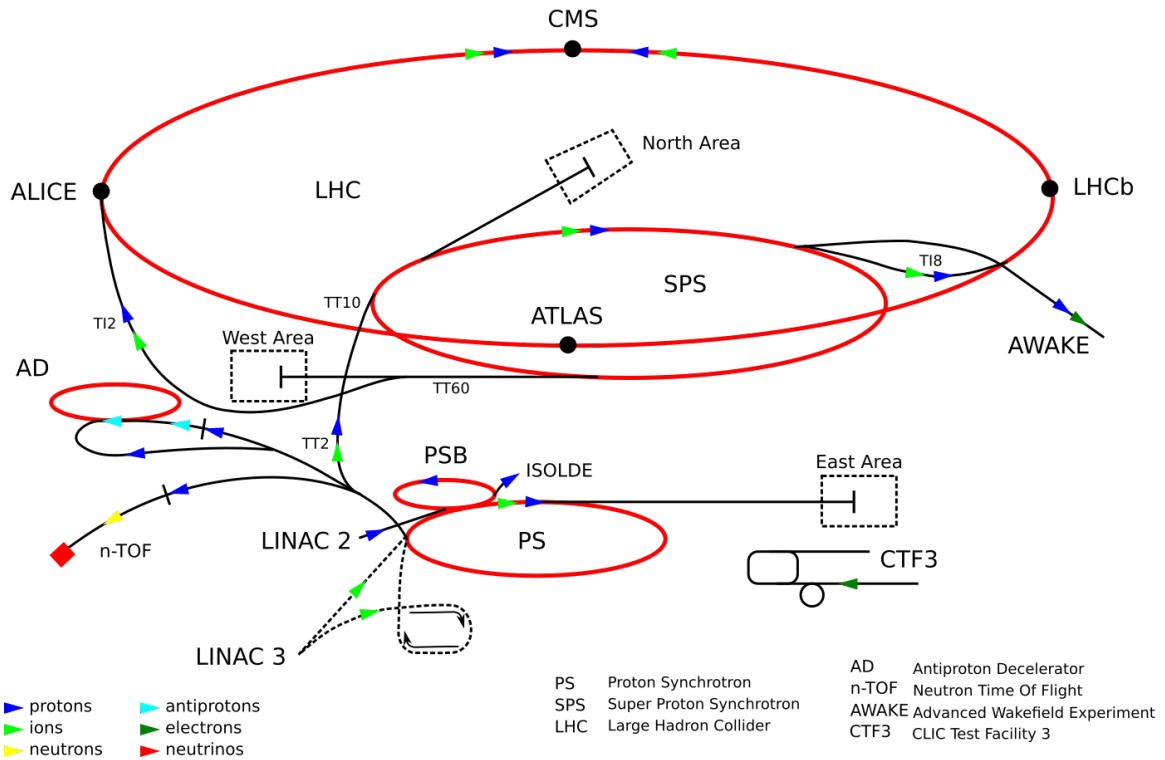 CMS
North Area
ALICE
LHC
LHCb
TI8
SPS
TT10
ATLAS
TI2
West Area
AWAKE
AD
TT60
TT2
PSB
ISOLDE
East Area
LINAC 2
PS
n-TOF
CTF3
LINAC 3
protons
ions
neutrons
antiprotons
electrons
neutrinos
PS Proton Synchrotron
SPS Super Proton Synchrotron
LHC Large Hadron Collider
AD Antiproton Decelerator
n-TOF Neutron Time Of Flight
AWAKE Advanced Wakefield Experiment
CTF3 CLIC Test Facility 3